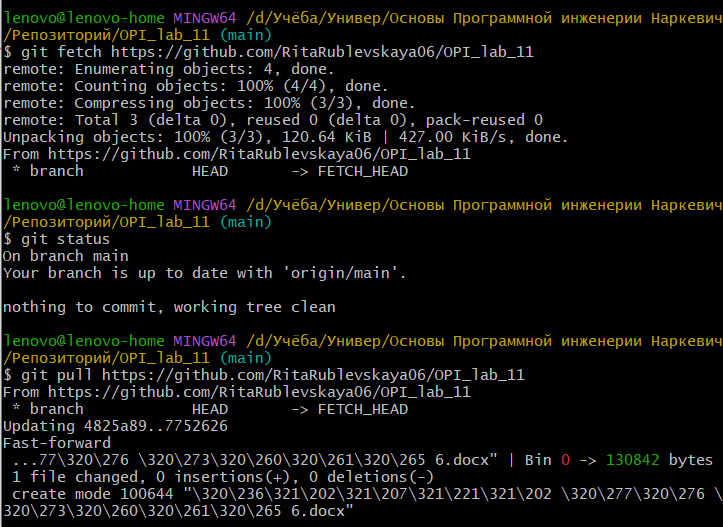 lenovo@lenovo-home MINGW64 /d/Учёба/Универ/Основы Программной инженерии Наркевич
/Репозиторий/OPI_lab_11 (main)
$ git fetch https://github.com/RitaRublevskaya06/OPI_lab_11
remote: Enumerating objects: 4, done.
remote: Counting objects: 100% (4/4), done.
remote: Compressing objects: 100% (3/3), done.
remote: Total 3 (delta 0), reused 0 (delta 0), pack-reused 0
Unpacking objects: 100% (3/3), 120.64 KiB | 427.00 KiB/s, done.
From https://github.com/RitaRublevskaya06/OPI_lab_11
 * branch            HEAD       -> FETCH_HEAD

lenovo@lenovo-home MINGW64 /d/Учёба/Универ/Основы Программной инженерии Наркевич
/Репозиторий/OPI_lab_11 (main)
$ git status
On branch main
Your branch is up to date with 'origin/main'.

nothing to commit, working tree clean

lenovo@lenovo-home MINGW64 /d/Учёба/Универ/Основы Программной инженерии Наркевич
/Репозиторий/OPI_lab_11 (main)
$ git pull https://github.com/RitaRublevskaya06/OPI_lab_11
From https://github.com/RitaRublevskaya06/OPI_lab_11
 * branch            HEAD       -> FETCH_HEAD
Updating 4825a89..7752626
Fast-forward
 ...77\320\276 \320\273\320\260\320\261\320\265 6.docx" | Bin 0 -> 130842 bytes
 1 file changed, 0 insertions(+), 0 deletions(-)
 create mode 100644 "\320\236\321\202\321\207\321\221\321\202 \320\277\320\276 \
320\273\320\260\320\261\320\265 6.docx"